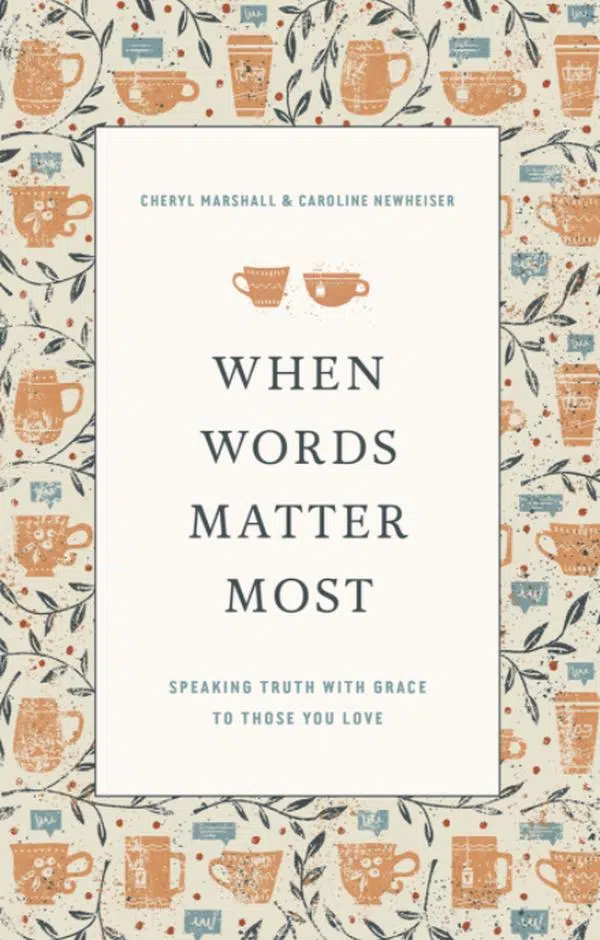 CHERYL MARSHALL & CAROLINE NEWHEISER
WHEN
WORDS
MATTER
MOST
SPEAKING TRUTH WITH GRACE
TO THOSE YOU LOVE